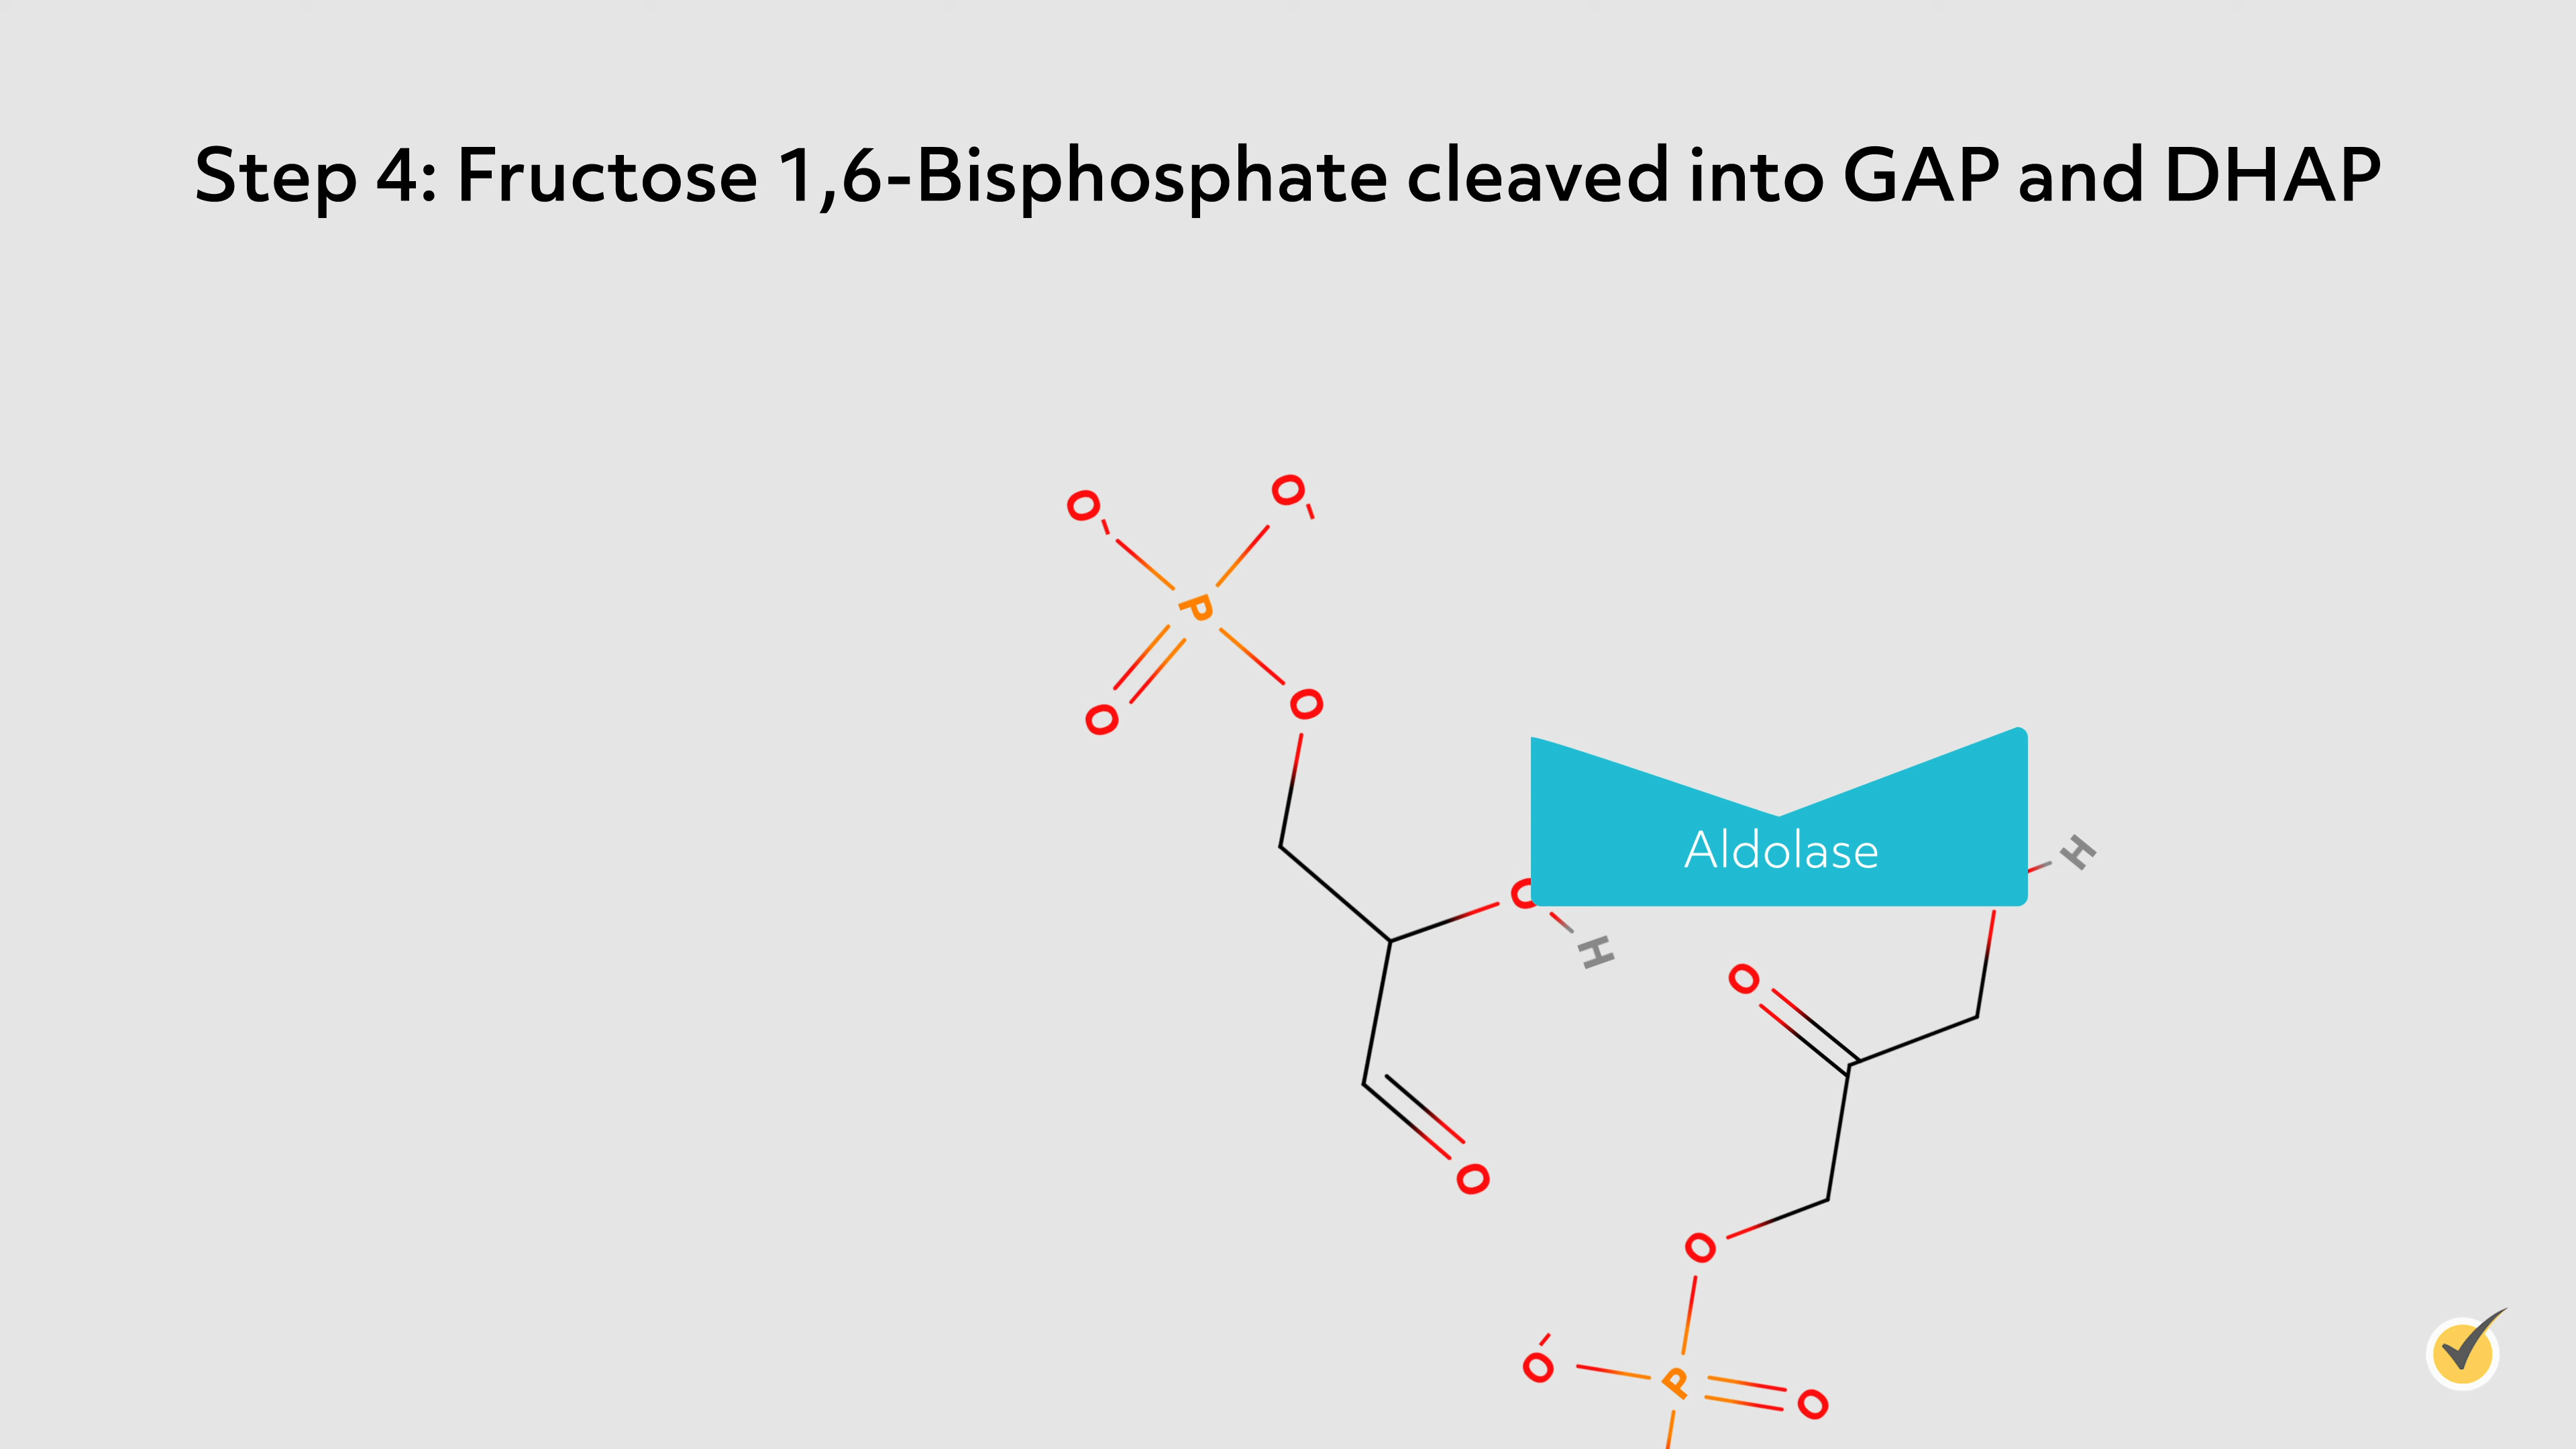 Step 4: Fructose 1,6-Bisphosphate cleaved into GAP and DHAP
O-
O-
P
O
O
Aldolase
H
O
H
O
O
O
O-
P
O